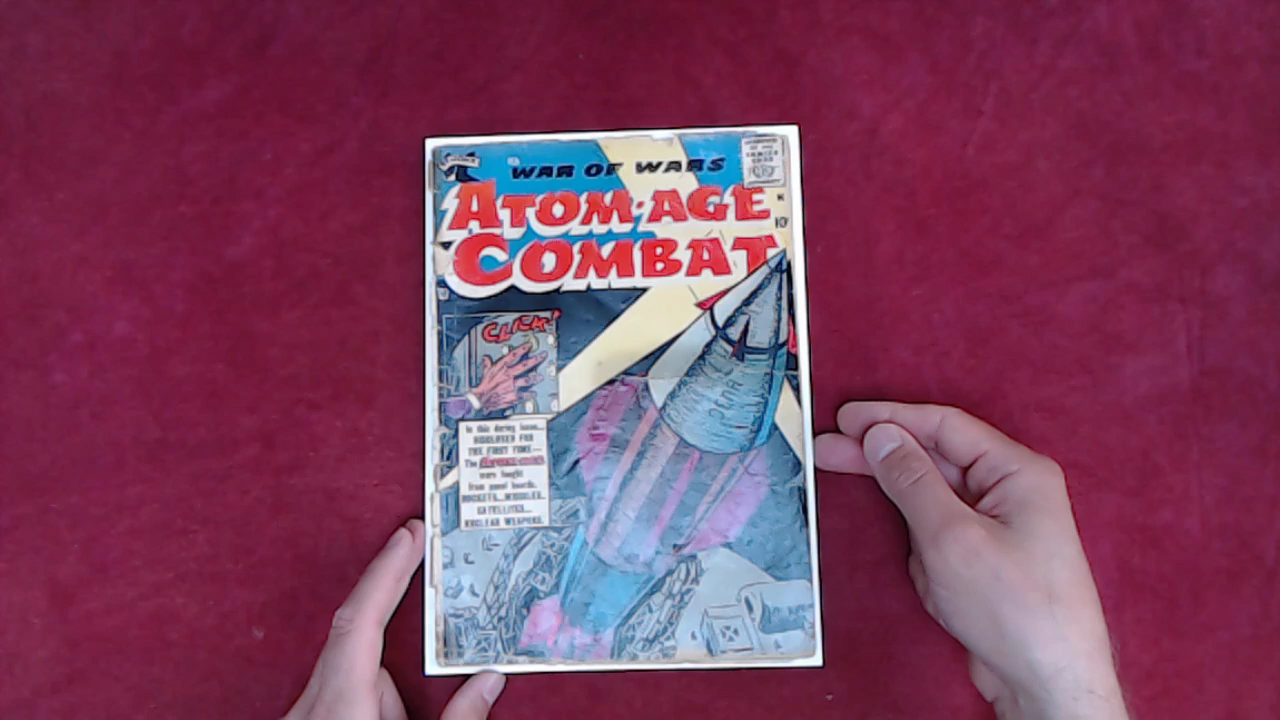 WAR OF WARS
ATOM-AGE
COMBAT
10¢
CLICK!
In this daring issue...
DISCLOSED FOR
THE FIRST TIME—
The
were fought
from panel boards.
ROCKETS...MISSILES..
SATELLITES...
NUCLEAR WEAPONS.